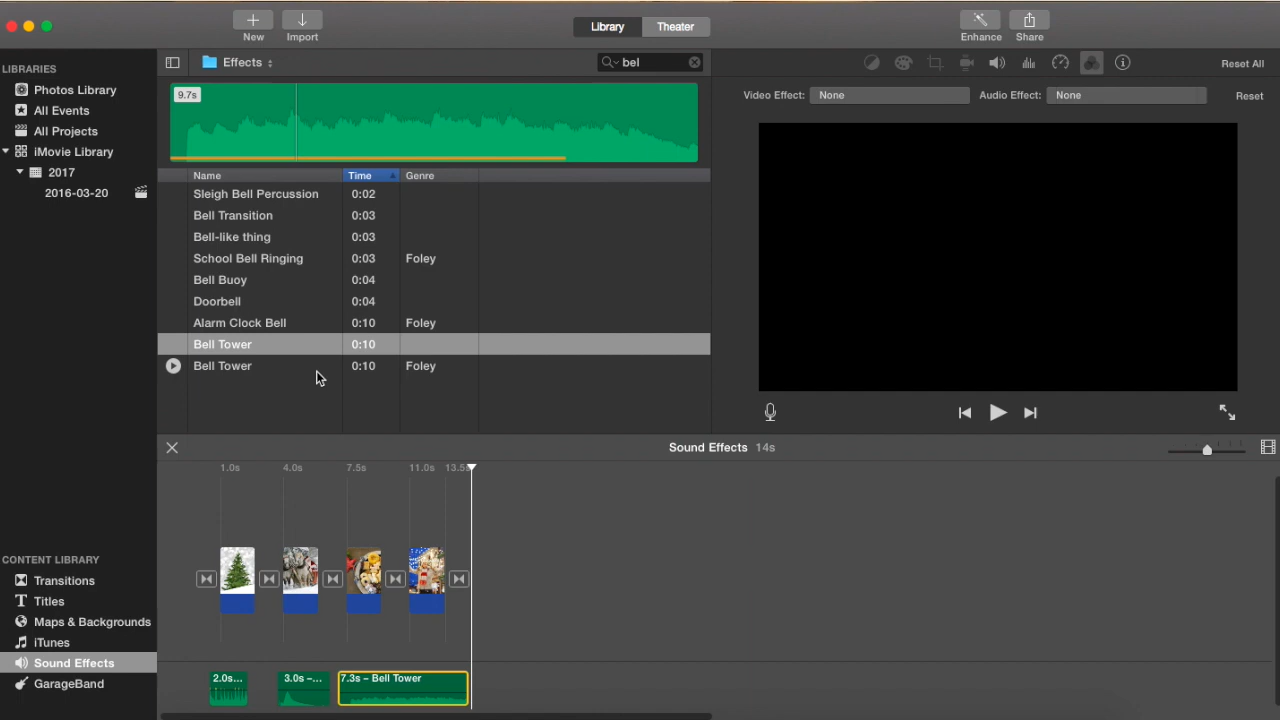 New
Import
Library
Theater
Enhance
Share
LIBRARIES
Photos Library
All Events
All Projects
iMovie Library
2017
2016-03-20
Effects
bel
Reset All
9.7s
Video Effect:
None
Audio Effect:
None
Reset
Name
Time
Genre
Sleigh Bell Percussion 0:02
Bell Transition 0:03
Bell-like thing 0:03
School Bell Ringing 0:03 Foley
Bell Buoy 0:04
Doorbell 0:04
Alarm Clock Bell 0:10 Foley
Bell Tower 0:10
Bell Tower 0:10 Foley
Sound Effects 14s
1.0s 4.0s 7.5s 11.0s 13.5s
CONTENT LIBRARY
Transitions
Titles
Maps & Backgrounds
iTunes
Sound Effects
GarageBand
2.0s...
3.0s –...
7.3s – Bell Tower